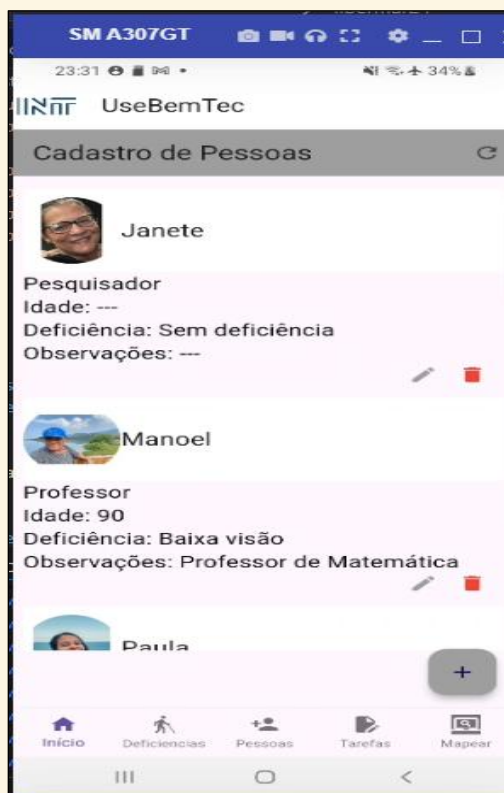 SM A307GT
23:31
34%
INT UseBemTec
Cadastro de Pessoas
Janete
Pesquisador
Idade: ---
Deficiência: Sem deficiência
Observações: ---
Manoel
Professor
Idade: 90
Deficiência: Baixa visão
Observações: Professor de Matemática
Paula
+
Início Deficiencias Pessoas Tarefas Mapear